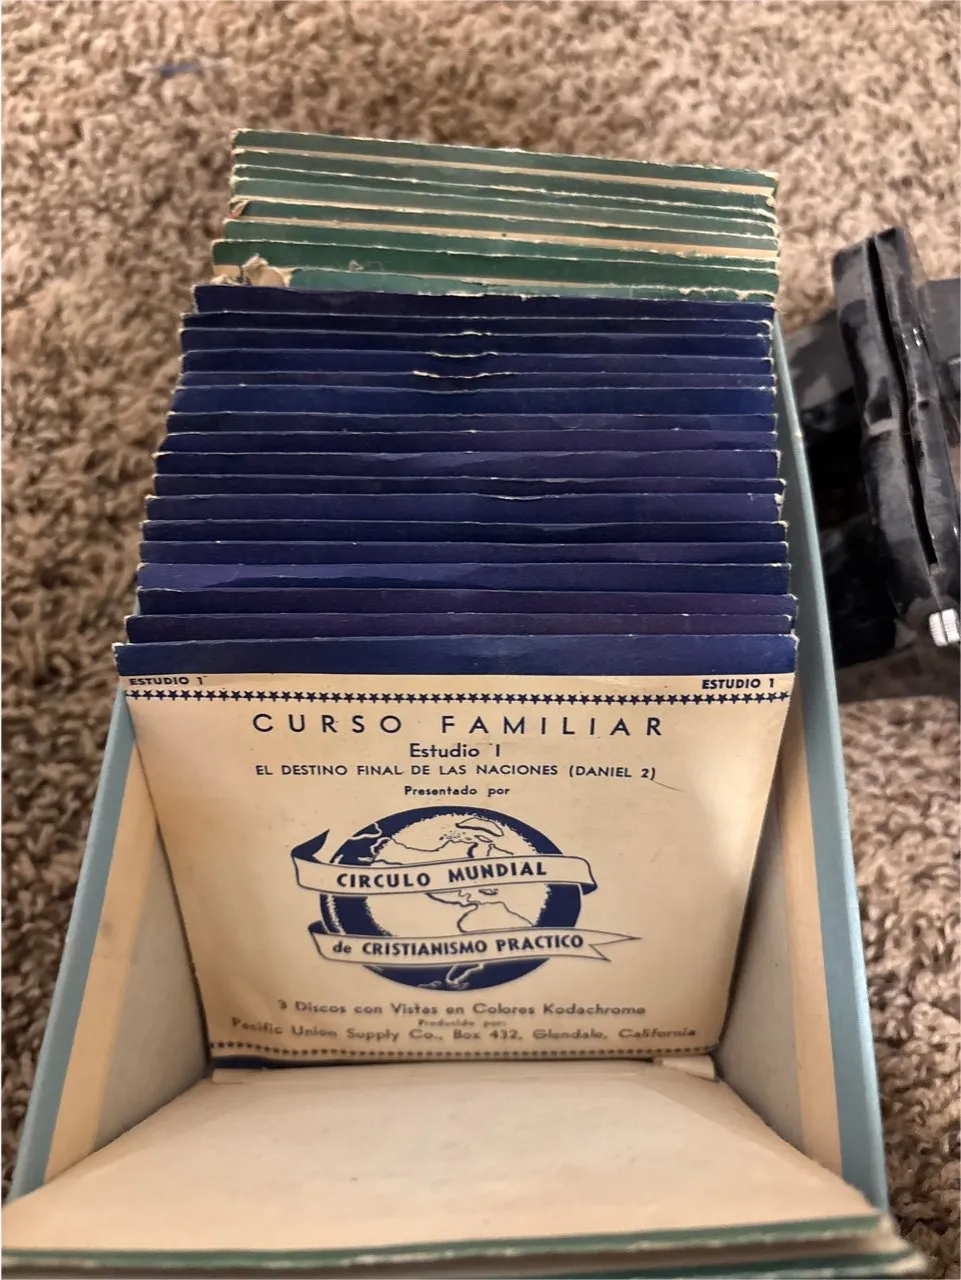 ESTUDIO 1 ESTUDIO 1
CURSO FAMILIAR
Estudio 1
EL DESTINO FINAL DE LAS NACIONES (DANIEL 2)
Presentado por
CIRCULO MUNDIAL
de CRISTIANISMO PRACTICO
3 Discos con Vistas en Colores Kodachrome
Producido por:
Pacific Union Supply Co., Box 432, Glendale, California